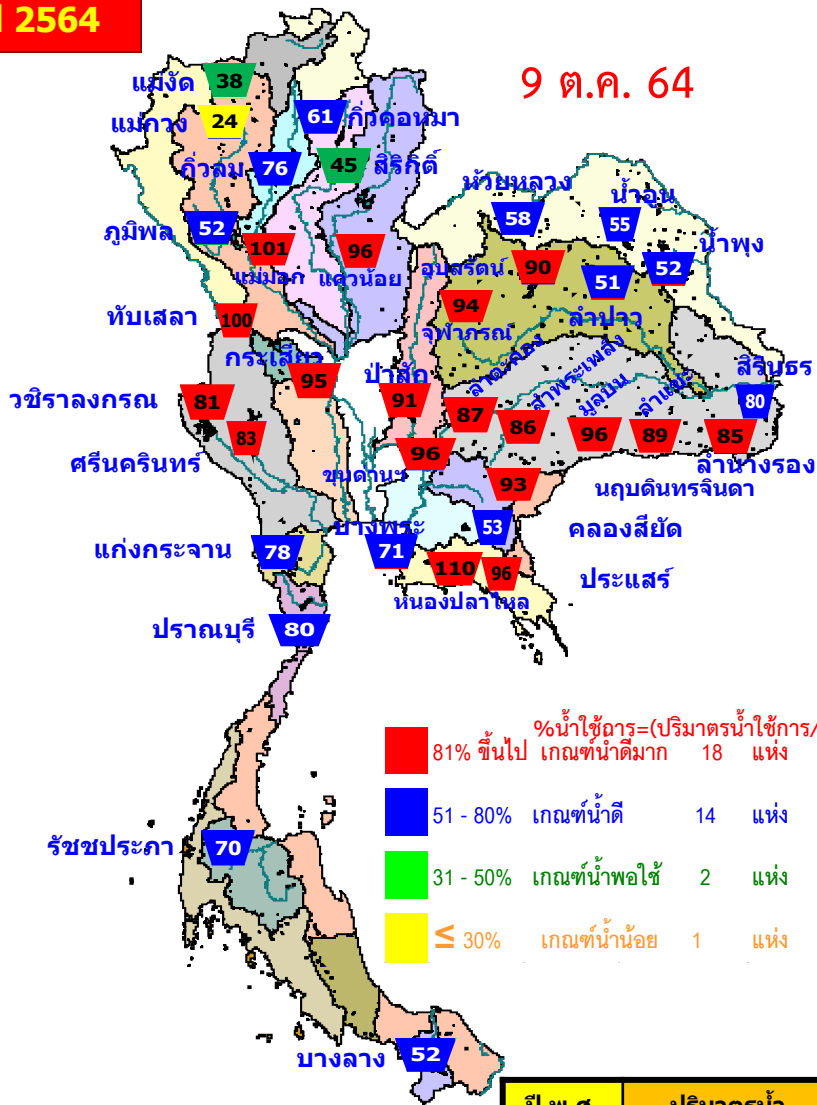 2564
9 ต.ค. 64
แม่งัด 38
แม่กวง 24
61 กิ่วคอหมา
กิ่วลม 76
45 สิริกิติ์
ห้วยหลวง 58
น้ำอูน 55
น้ำพุง 52
ภูมิพล 52
101 แม่มอก
96 แควน้อย
อุบลรัตน์ 90
94 จุฬาภรณ์
51 ลำปาว
ทับเสลา 100
กระเสียว 95
ป่าสัก 91
ลำตะคอง 87
ลำพระเพลิง 86
มูลบน 96
ลำแชะ 89
สิรินธร 80
85 ลำนางรอง
วชิราลงกรณ 81
ศรีนครินทร์ 83
96 ขุนด่านฯ
93 นฤบดินทรจินดา
บางพระ 71
53 คลองสียัด
แก่งกระจาน 78
110 หนองปลาไหล
96 ประแสร์
ปราณบุรี 80
%น้ำใช้การ=(ปริมาตรน้ำใช้การ/
81% ขึ้นไป เกณฑ์น้ำดีมาก 18 แห่ง
51 - 80% เกณฑ์น้ำดี 14 แห่ง
รัชชประภา 70
31 - 50% เกณฑ์น้ำพอใช้ 2 แห่ง
≤ 30% เกณฑ์น้ำน้อย 1 แห่ง
บางลาง 52